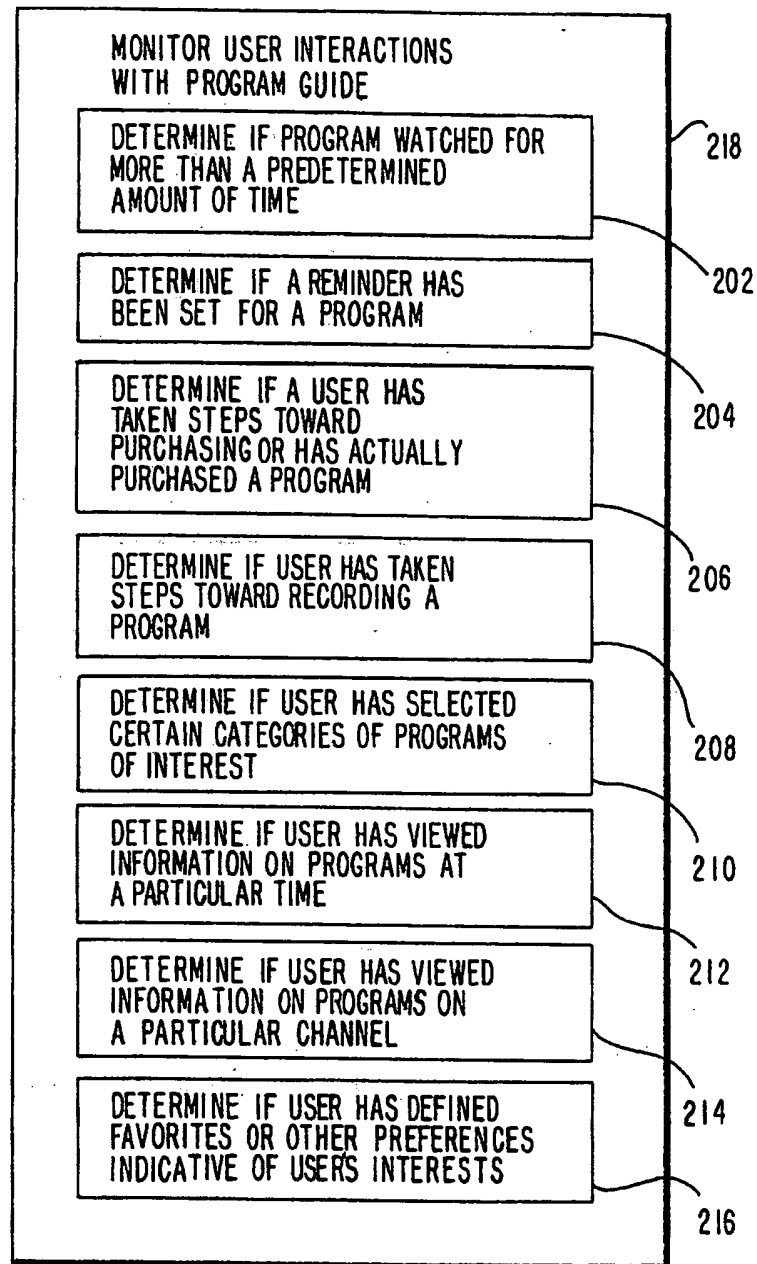 MONITOR USER INTERACTIONS
WITH PROGRAM GUIDE
218
DETERMINE IF PROGRAM WATCHED FOR
MORE THAN A PREDETERMINED
AMOUNT OF TIME
202
DETERMINE IF A REMINDER HAS
BEEN SET FOR A PROGRAM
204
DETERMINE IF A USER HAS
TAKEN STEPS TOWARD
PURCHASING OR HAS ACTUALLY
PURCHASED A PROGRAM
206
DETERMINE IF USER HAS TAKEN
STEPS TOWARD RECORDING A
PROGRAM
208
DETERMINE IF USER HAS SELECTED
CERTAIN CATEGORIES OF PROGRAMS
OF INTEREST
210
DETERMINE IF USER HAS VIEWED
INFORMATION ON PROGRAMS AT
A PARTICULAR TIME
212
DETERMINE IF USER HAS VIEWED
INFORMATION ON PROGRAMS ON
A PARTICULAR CHANNEL
214
DETERMINE IF USER HAS DEFINED
FAVORITES OR OTHER PREFERENCES
INDICATIVE OF USER'S INTERESTS
216